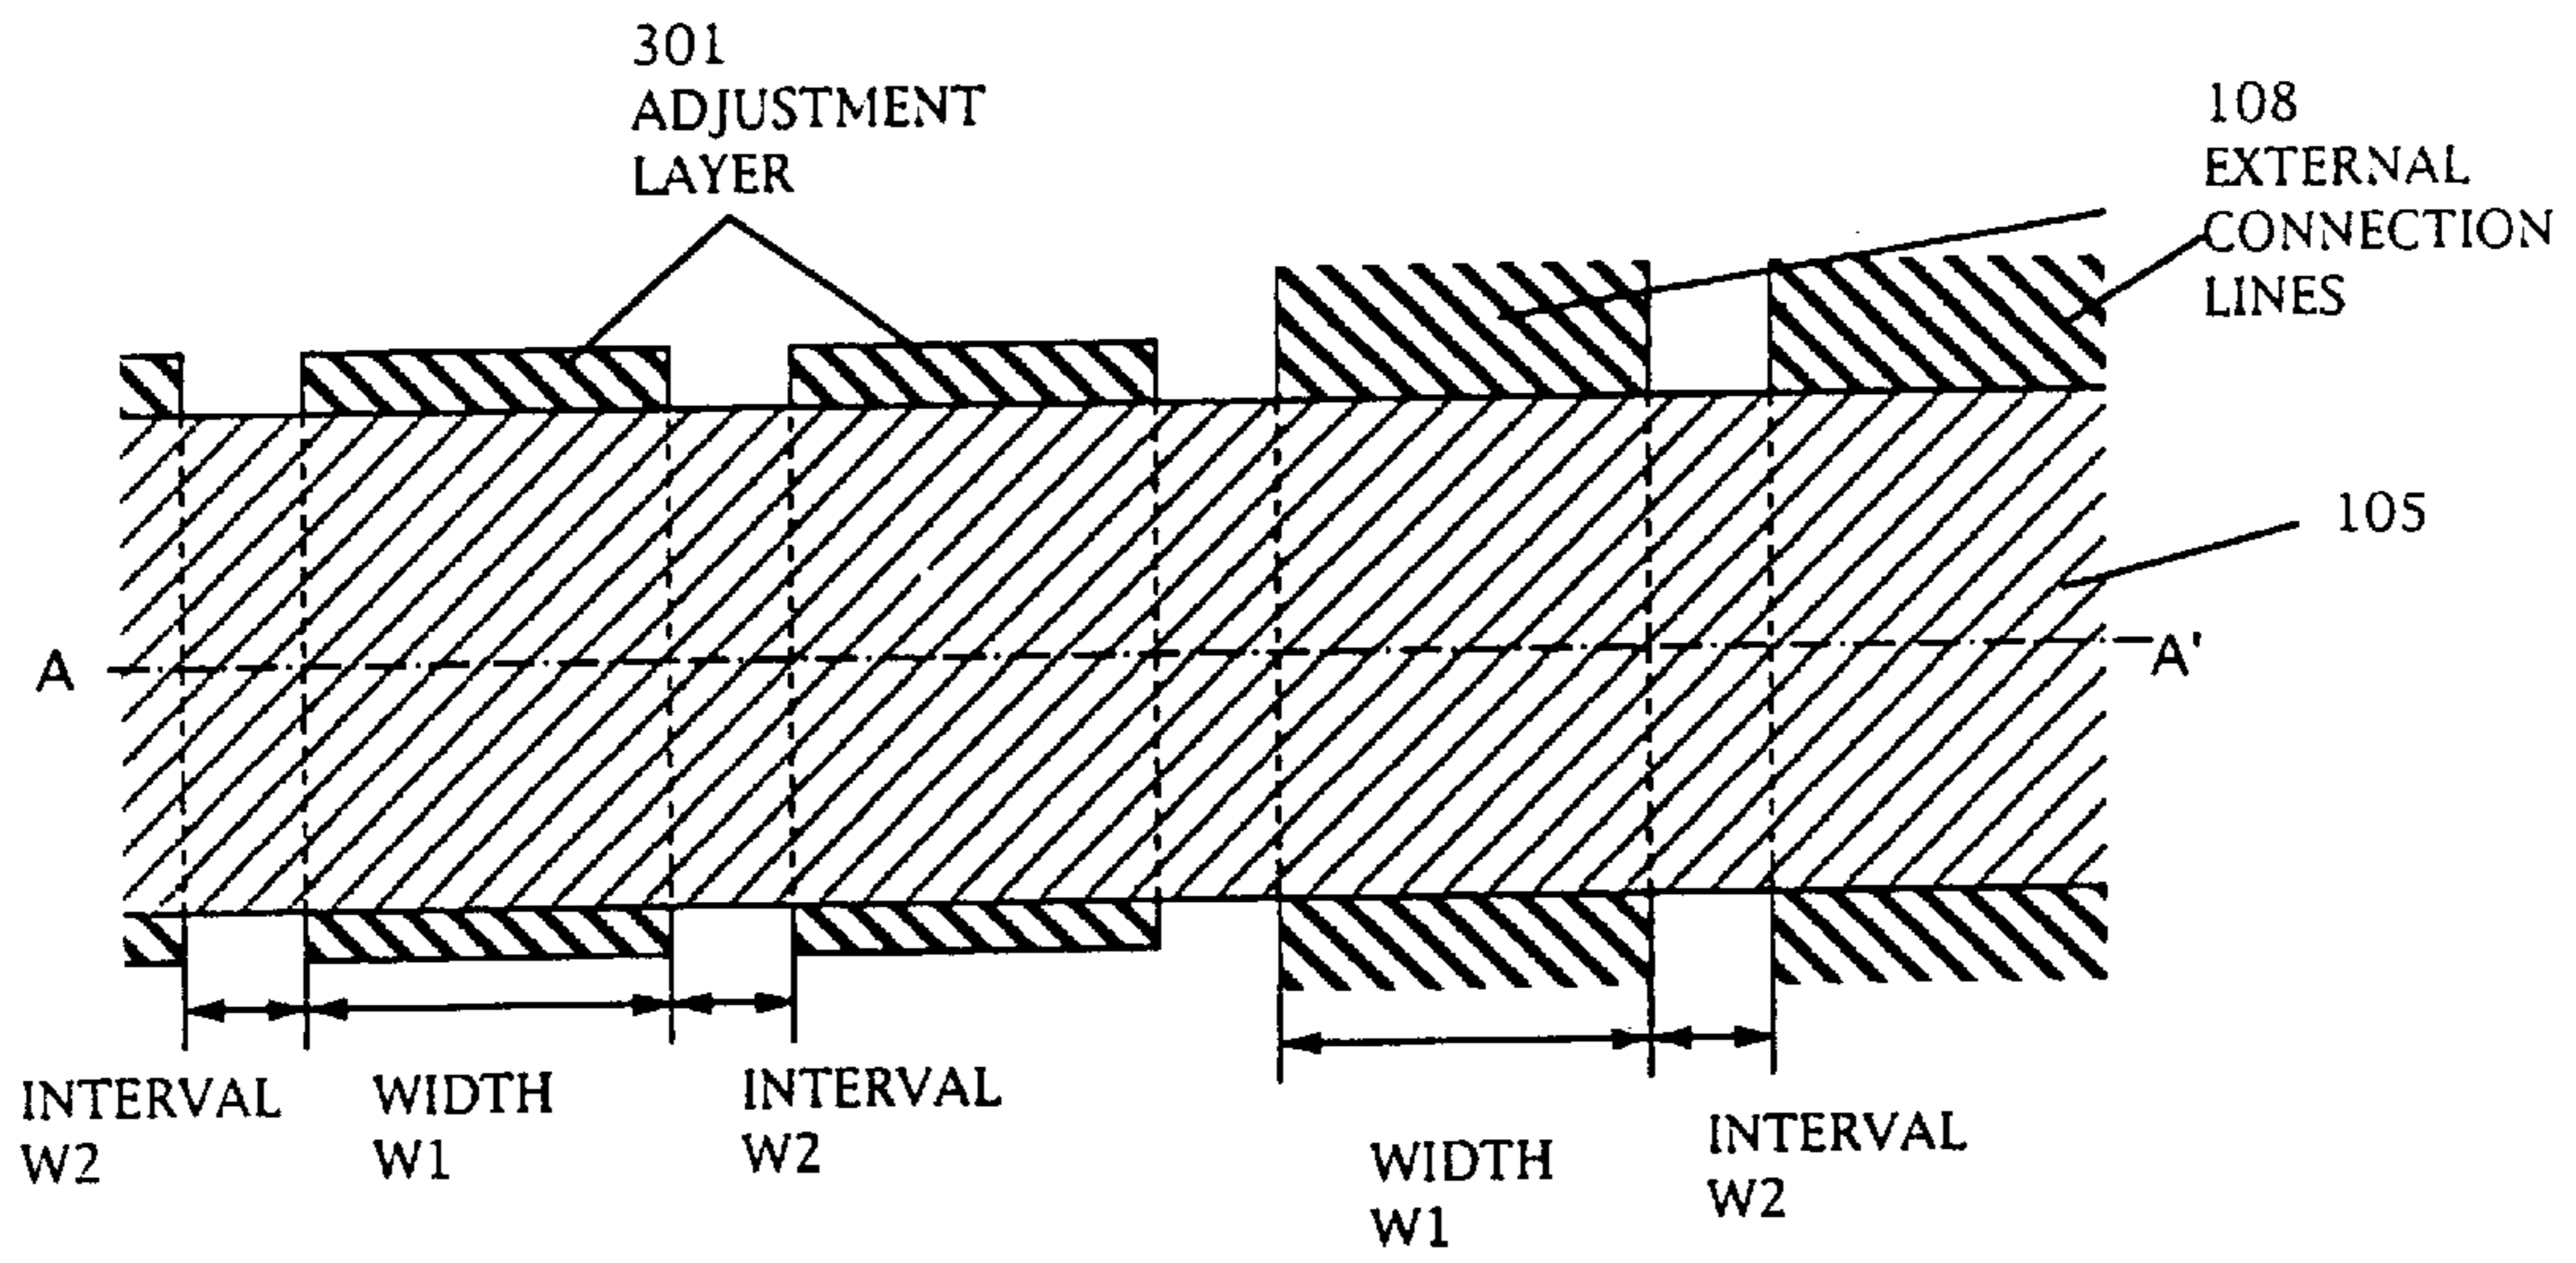 301
ADJUSTMENT
LAYER
108
EXTERNAL
CONNECTION
LINES
105
A
A'
INTERVAL
W2
WIDTH
W1
INTERVAL
W2
WIDTH
W1
INTERVAL
W2